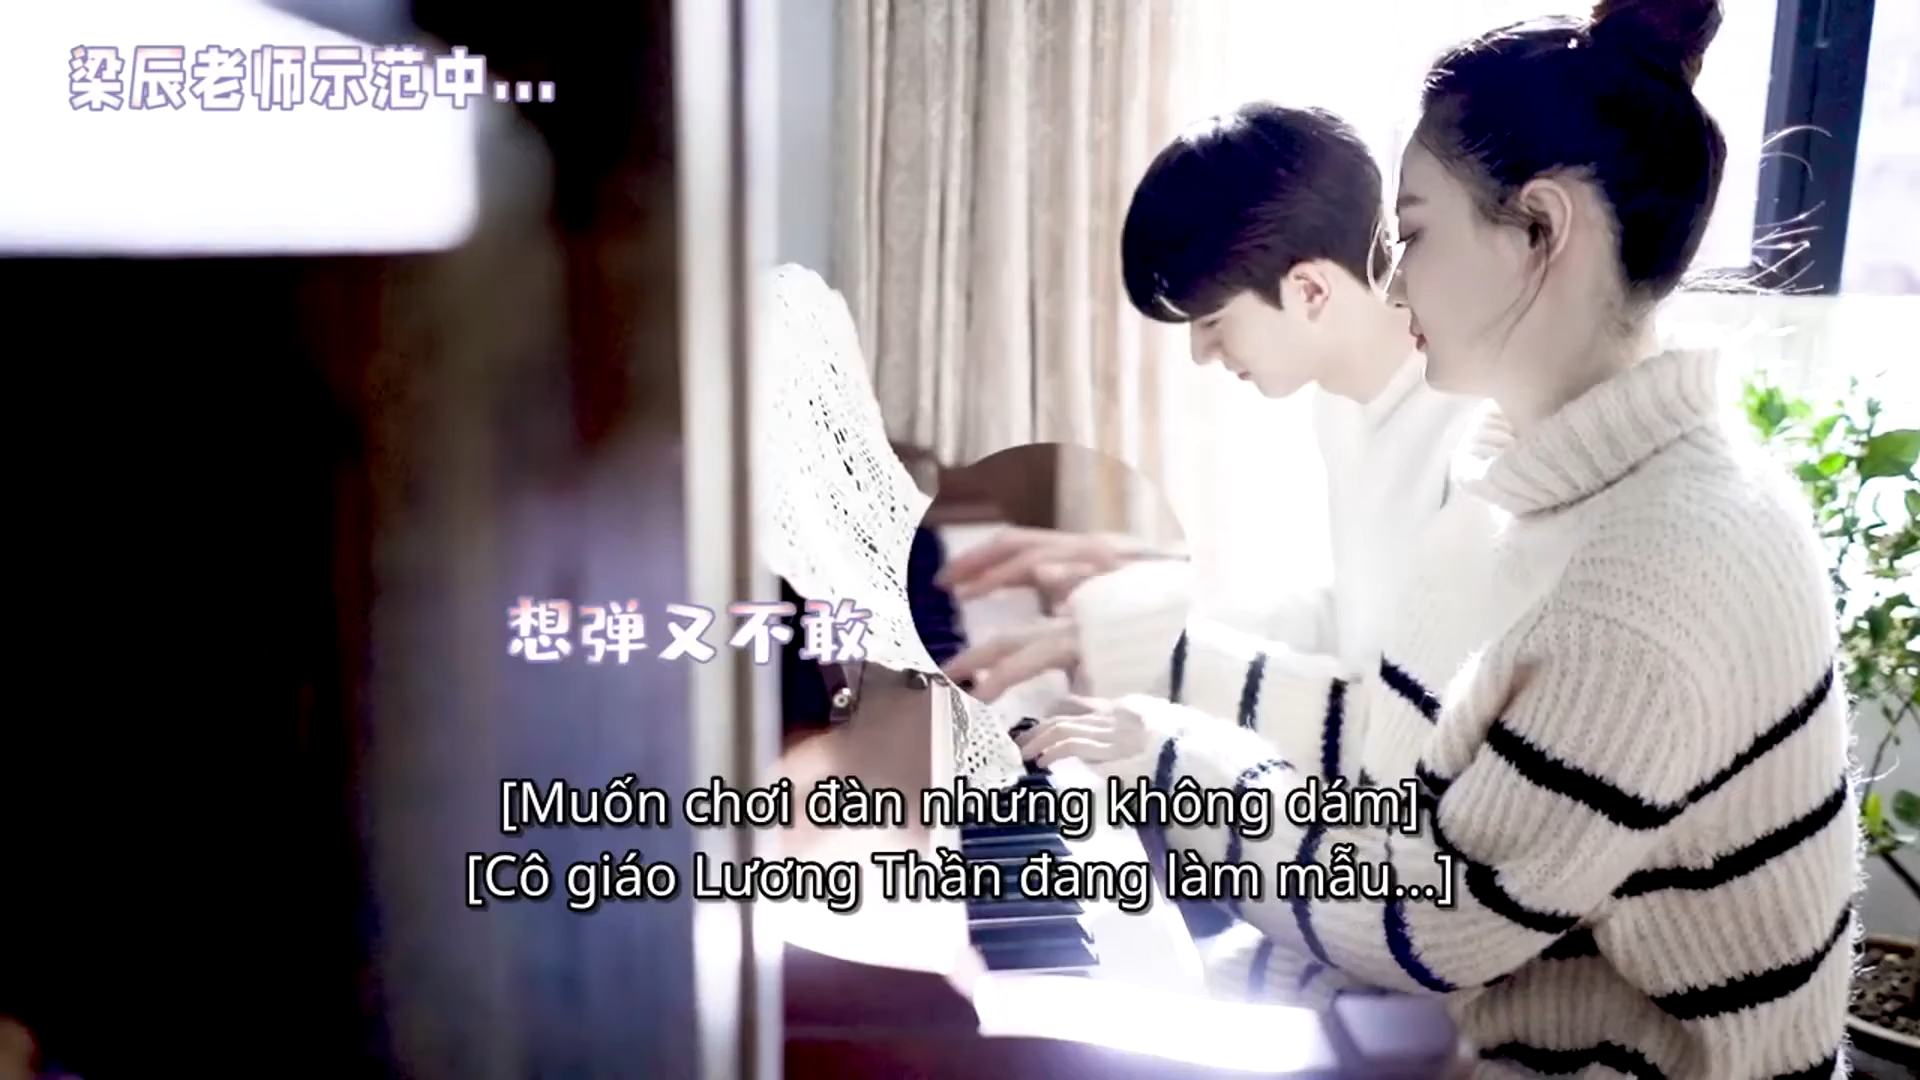 梁辰老师示范中...
想弹又不敢
[Muốn chơi đàn nhưng không dám]
[Cô giáo Lương Thần đang làm mẫu...]